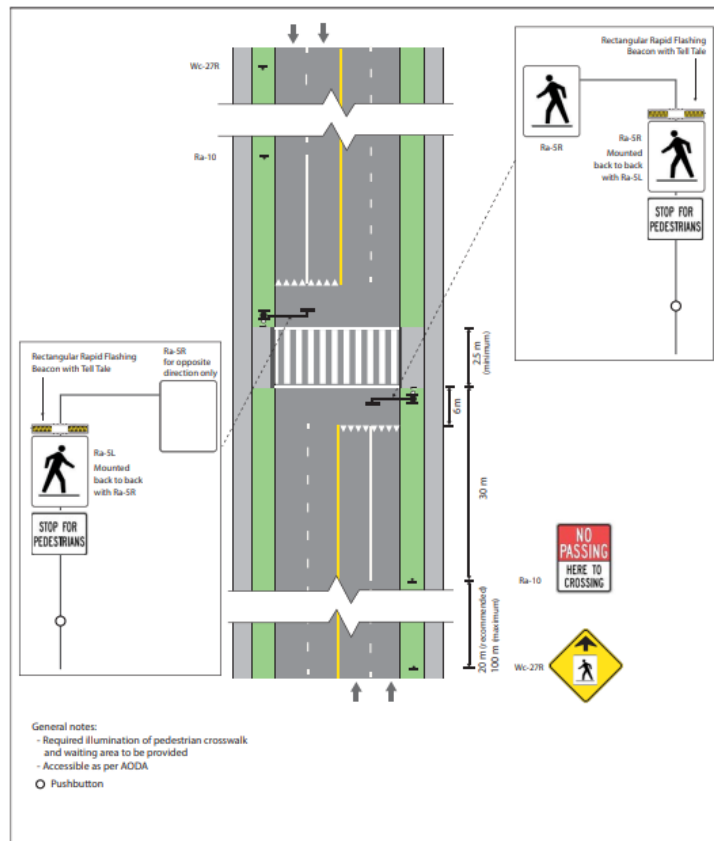 Wc-27R
Ra-10
Rectangular Rapid Flashing
Beacon with Tell Tale
Ra-5R
Ra-5R
Mounted
back to back
with Ra-5L
STOP FOR
PEDESTRIANS
Rectangular Rapid Flashing
Beacon with Tell Tale
Ra-5R
for opposite
direction only
Ra-5L
Mounted
back to back
with Ra-5R
STOP FOR
PEDESTRIANS
2.5 m
(minimum)
6m
30 m
20 m (recommended)
100 m (maximum)
Ra-10
NO
PASSING
HERE TO
CROSSING
Wc-27R
General notes:
- Required illumination of pedestrian crosswalk
and waiting area to be provided
- Accessible as per AODA
Pushbutton